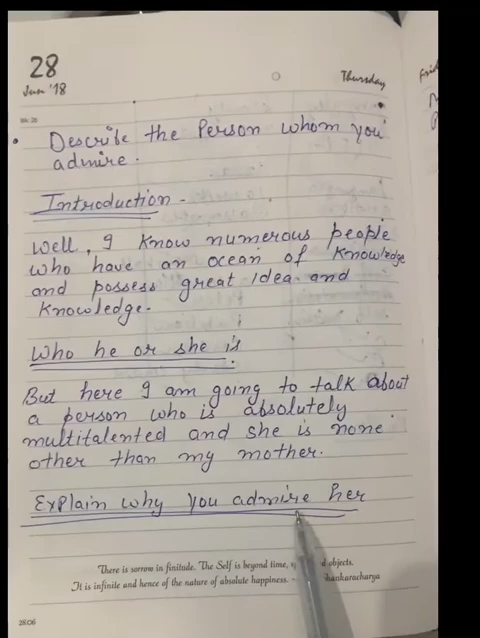 28
Jun '18
Thursday
Wk 26
• Describe the Person whom you
admire.
Introduction -
Well, I know numerous people
who have an ocean of knowledge
and possess great Idea and
knowledge.
Who he or she is
But here I am going to talk about
a person who is absolutely
multitalented and she is none
other than my mother.
Explain why you admire her
There is sorrow in finitude. The Self is beyond time, objects.
It is infinite and hence of the nature of absolute happiness. - hankaracharya
28:06